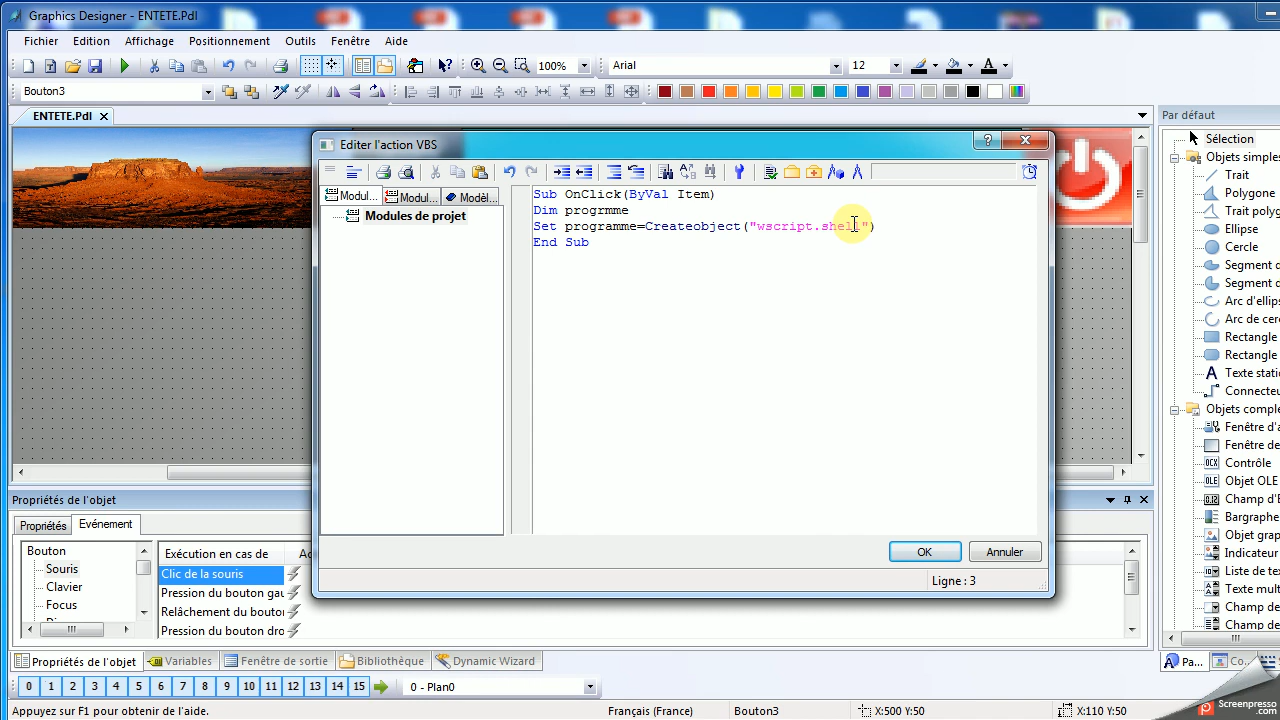 Graphics Designer - ENTETE.Pdl
Fichier Edition Affichage Positionnement Outils Fenêtre Aide
100% Arial 12
Bouton3
ENTETE.Pdl
Par défaut
Editer l'action VBS
Modul... Modul... Modèl...
Modules de projet
Sub OnClick(ByVal Item)
Dim progrmme
Set programme=Createobject("wscript.shell")
End Sub
OK Annuler
Ligne : 3
Sélection
Objets simples
Trait
Polygone
Trait polyg
Ellipse
Cercle
Segment d
Segment d
Arc d'ellips
Arc de cerc
Rectangle
Rectangle
Texte stati
Connecteu
Objets comple
Fenêtre d'a
Fenêtre de
Contrôle
Objet OLE
Champ d'E
Bargraphe
Objet grap
Indicateur
Liste de tex
Texte mult
Champ de
Champ de
Propriétés de l'objet
Propriétés Evénement
Bouton
Souris
Clavier
Focus
Exécution en cas de
Clic de la souris
Pression du bouton gau
Relâchement du bouton
Pression du bouton dro
Propriétés de l'objet Variables Fenêtre de sortie Bibliothèque Dynamic Wizard
Pa... Co...
0 1 2 3 4 5 6 7 8 9 10 11 12 13 14 15 0 - Plan0
Appuyez sur F1 pour obtenir de l'aide. Français (France) Bouton3 X:500 Y:50 X:110 Y:50
Screenpresso
.com